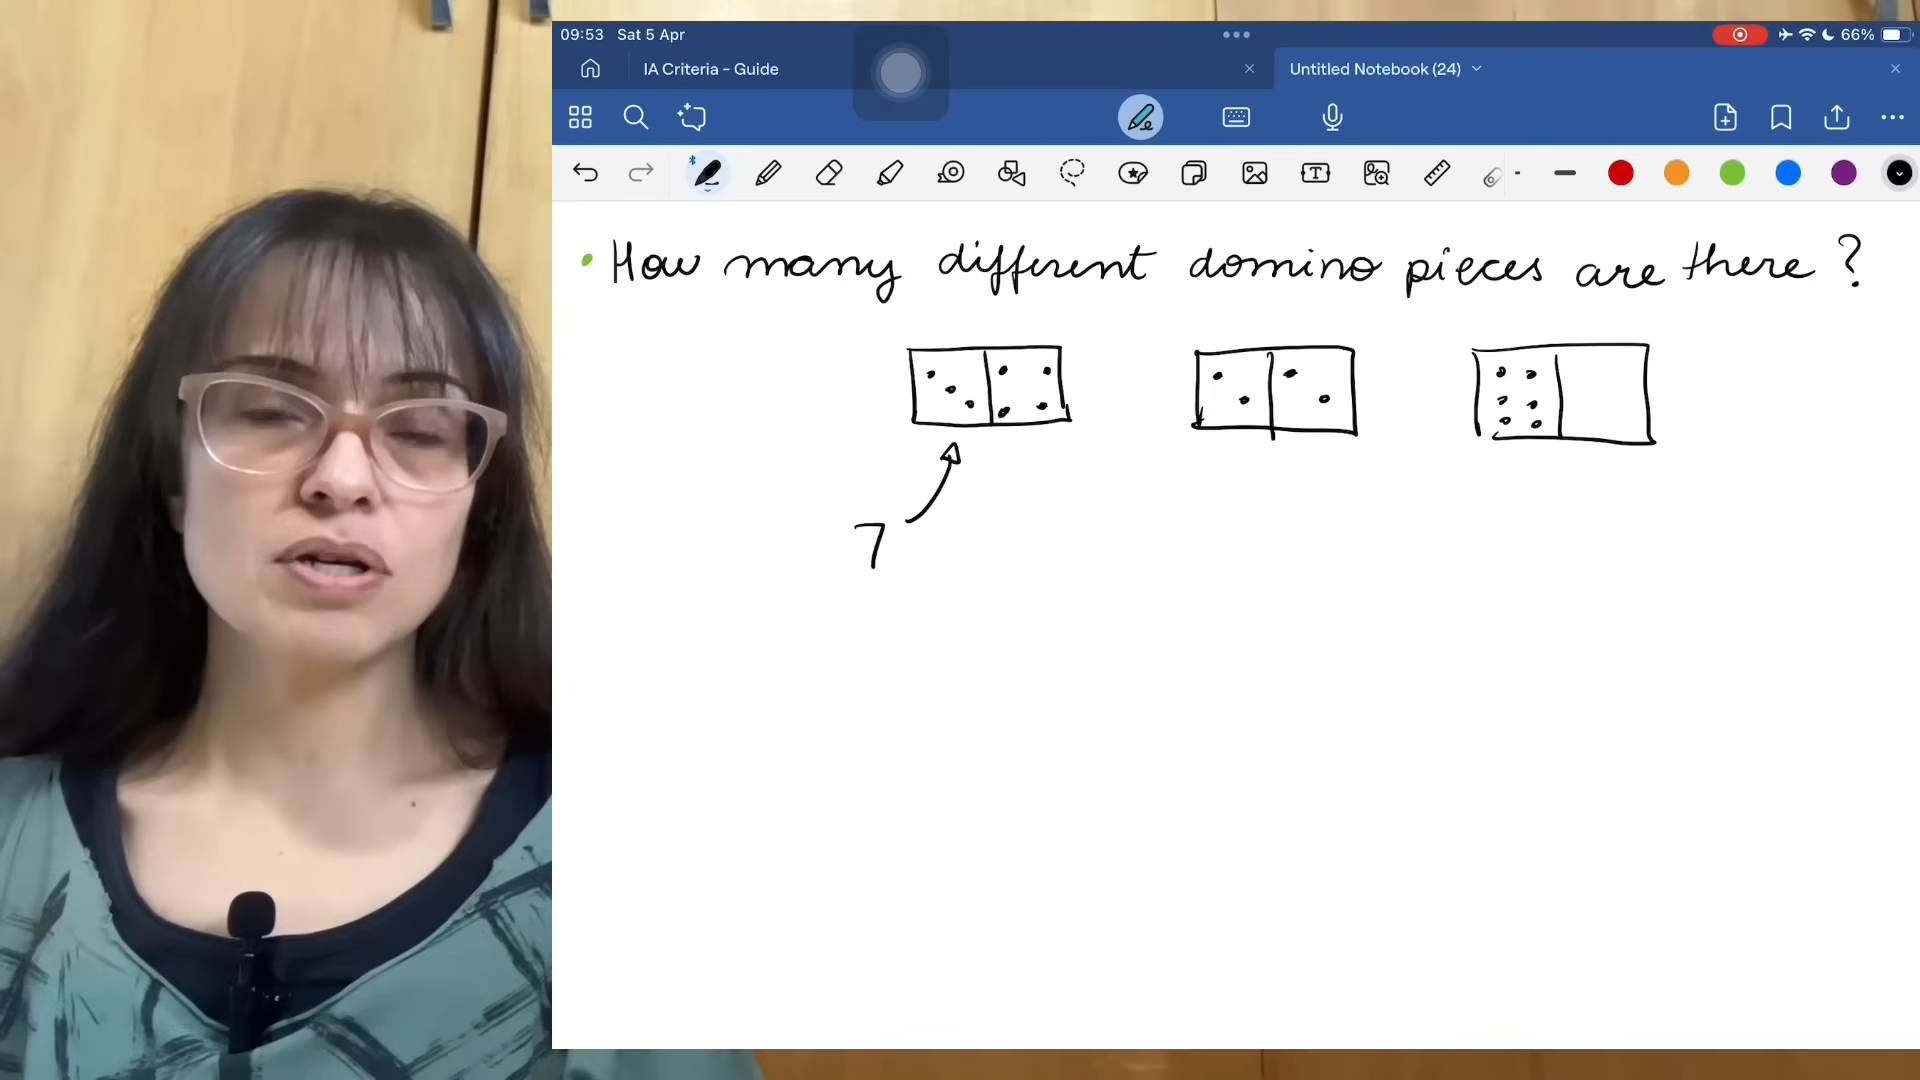 09:53 Sat 5 Apr
66%
IA Criteria - Guide
Untitled Notebook (24)
T
How many different domino pieces are there ?
7